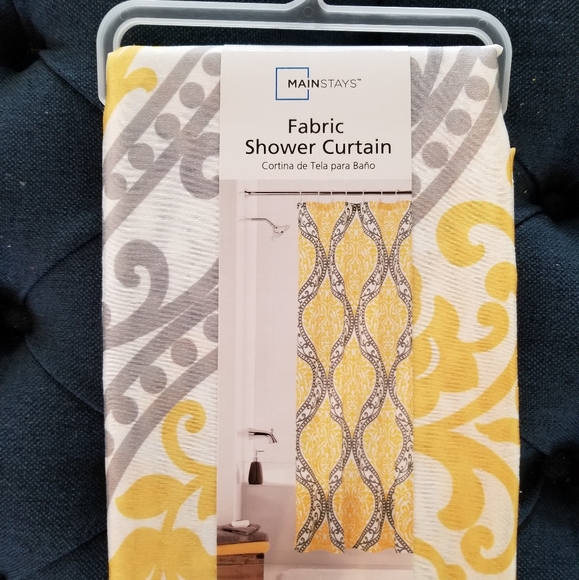 MAINSTAYS™
Fabric
Shower Curtain
Cortina de Tela para Baño